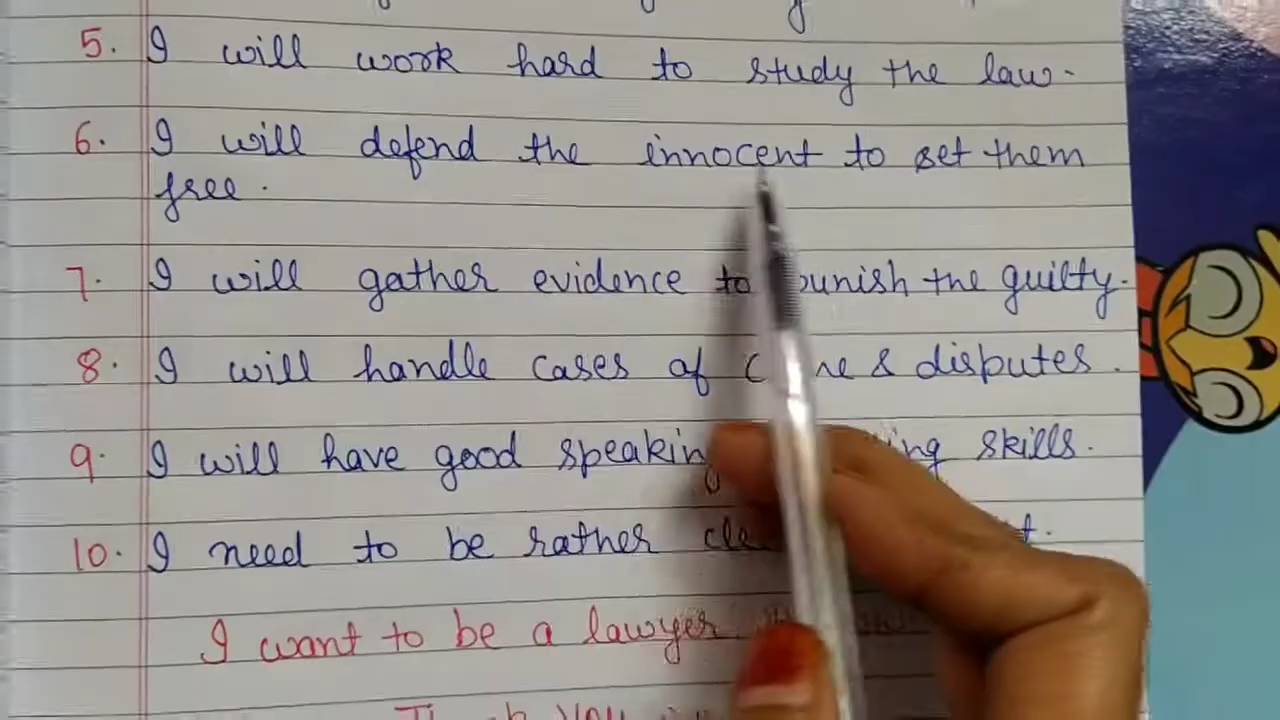 5. I will work hard to study the law.
6. I will defend the innocent to set them
free.
7. I will gather evidence to punish the guilty.
8. I will handle cases of & disputes.
9. I will have good speaking skills.
10. I need to be rather
I want to be a lawyer